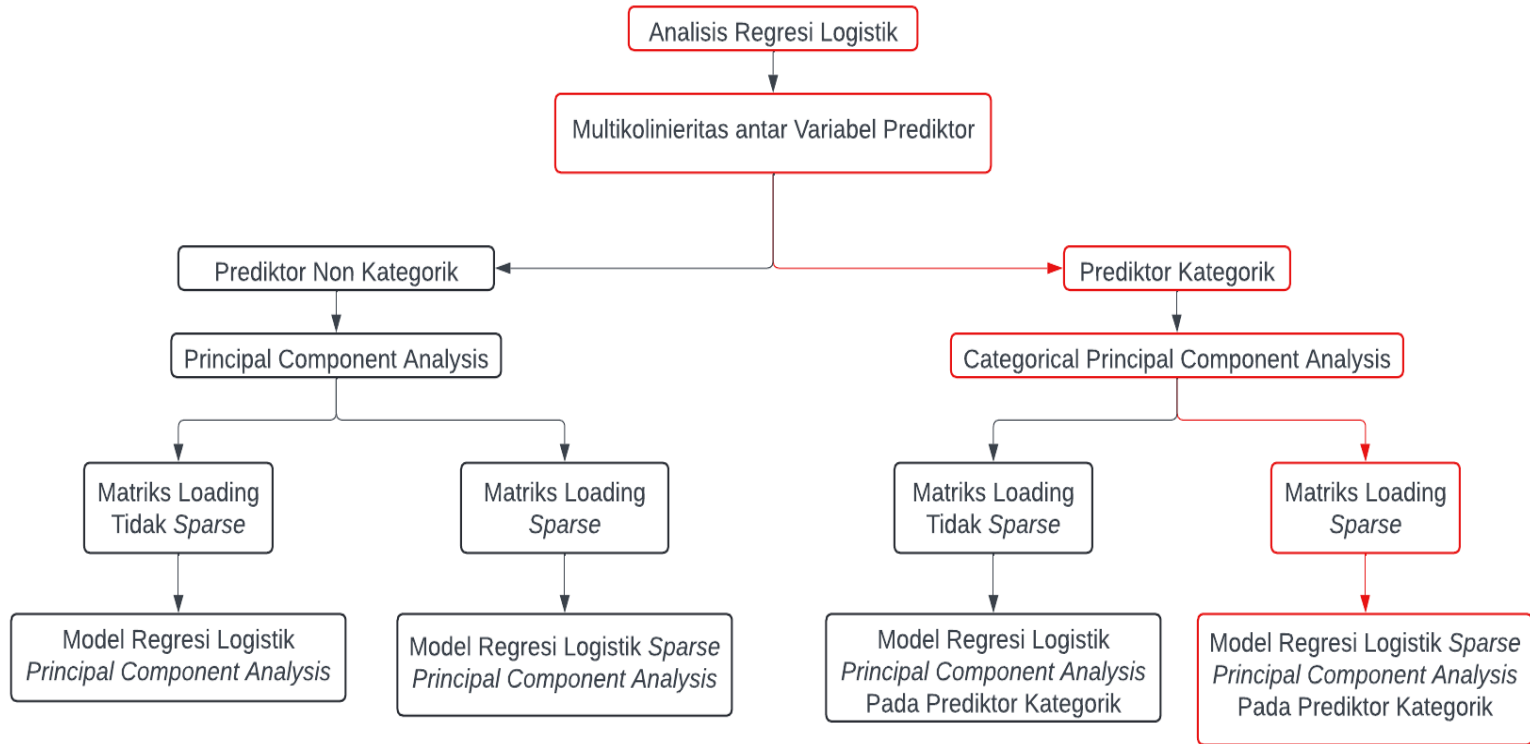 Analisis Regresi Logistik
Multikolinieritas antar Variabel Prediktor
Prediktor Non Kategorik
Prediktor Kategorik
Principal Component Analysis
Categorical Principal Component Analysis
Matriks Loading
Tidak Sparse
Matriks Loading
Sparse
Matriks Loading
Tidak Sparse
Matriks Loading
Sparse
Model Regresi Logistik
Principal Component Analysis
Model Regresi Logistik Sparse
Principal Component Analysis
Model Regresi Logistik
Principal Component Analysis
Pada Prediktor Kategorik
Model Regresi Logistik Sparse
Principal Component Analysis
Pada Prediktor Kategorik